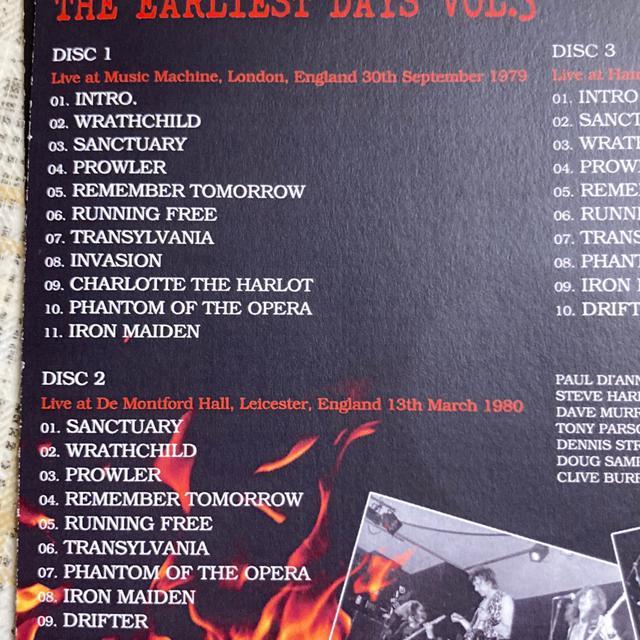 THE EARLIEST DAYS VOL.3
DISC 1
Live at Music Machine, London, England 30th September 1979
01. INTRO.
02. WRATHCHILD
03. SANCTUARY
04. PROWLER
05. REMEMBER TOMORROW
06. RUNNING FREE
07. TRANSYLVANIA
08. INVASION
09. CHARLOTTE THE HARLOT
10. PHANTOM OF THE OPERA
11. IRON MAIDEN
DISC 2
Live at De Montford Hall, Leicester, England 13th March 1980
01. SANCTUARY
02. WRATHCHILD
03. PROWLER
04. REMEMBER TOMORROW
05. RUNNING FREE
06. TRANSYLVANIA
07. PHANTOM OF THE OPERA
08. IRON MAIDEN
09. DRIFTER
DISC 3
Live at
01. INTRO
02. SANCT
03. WRATH
04. PROW
05. REME
06. RUNN
07. TRANS
08. PHANT
09. IRON
10. DRIFT
PAUL DI'ANN
STEVE HARR
DAVE MURR
TONY PARSO
DENNIS STR
DOUG SAMP
CLIVE BURR